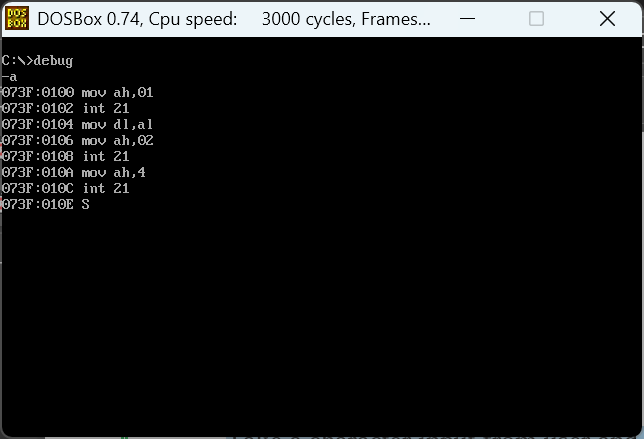 DOS
BOX
DOSBox 0.74, Cpu speed: 3000 cycles, Frames...
C:\>debug
-a
073F:0100 mov ah,01
073F:0102 int 21
073F:0104 mov dl,al
073F:0106 mov ah,02
073F:0108 int 21
073F:010A mov ah,4
073F:010C int 21
073F:010E S